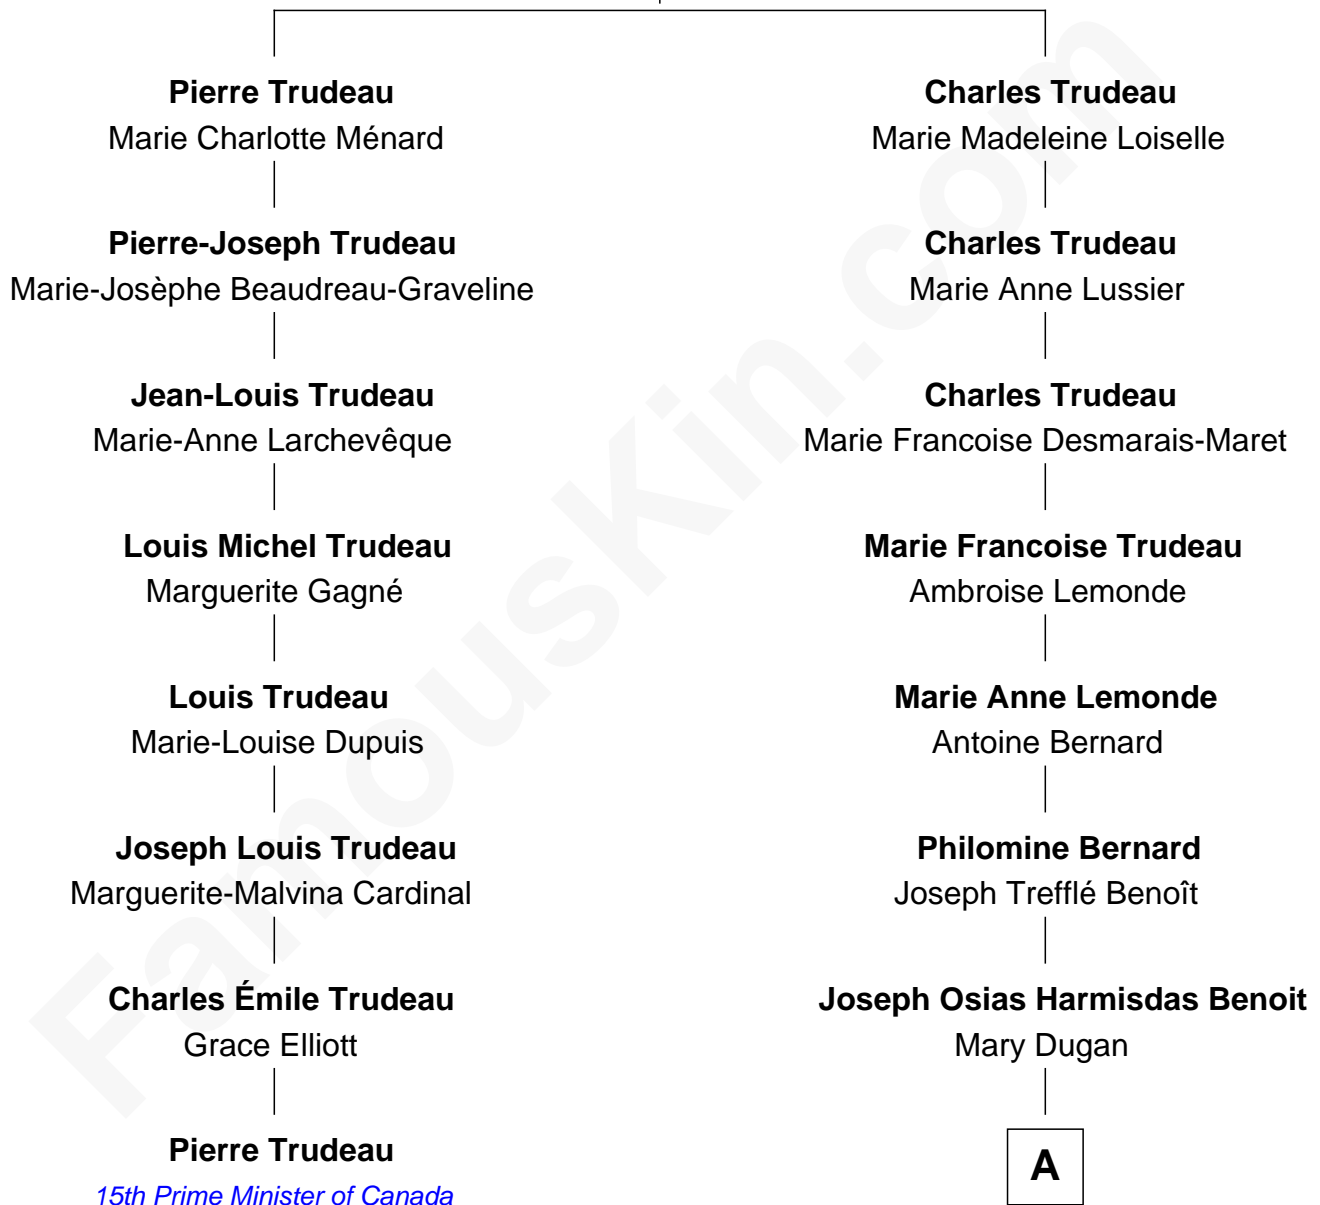 Pierre Trudeau
Marie Charlotte Ménard
Charles Trudeau
Marie Madeleine Loiselle
Pierre-Joseph Trudeau
Marie-Josèphe Beaudreau-Graveline
Charles Trudeau
Marie Anne Lussier
Jean-Louis Trudeau
Marie-Anne Larchevêque
Charles Trudeau
Marie Francoise Desmarais-Maret
Louis Michel Trudeau
Marguerite Gagné
Marie Francoise Trudeau
Ambroise Lemonde
Louis Trudeau
Marie-Louise Dupuis
Marie Anne Lemonde
Antoine Bernard
Joseph Louis Trudeau
Marguerite-Malvina Cardinal
Philomine Bernard
Joseph Trefflé Benoît
Charles Émile Trudeau
Grace Elliott
Joseph Osias Harmisdas Benoit
Mary Dugan
Pierre Trudeau
15th Prime Minister of Canada
A
FamousKin.com